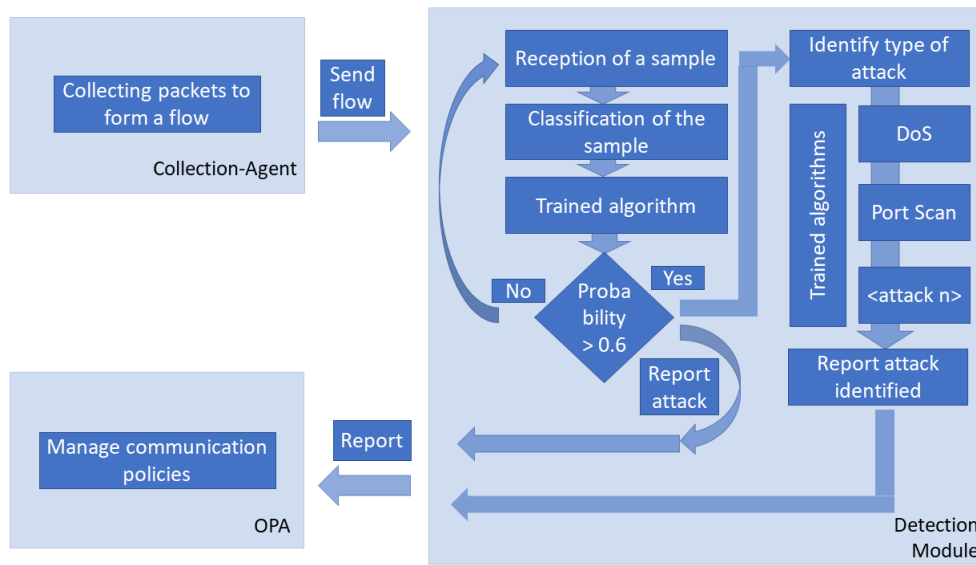 Collecting packets to
form a flow
Collection-Agent
Send
flow
Reception of a sample
Classification of the
sample
Trained algorithm
No
Yes
Proba
bility
> 0.6
Report
attack
Identify type of
attack
Trained algorithms
DoS
Port Scan
<attack n>
Report attack
identified
Detection
Module
Report
Manage communication
policies
OPA